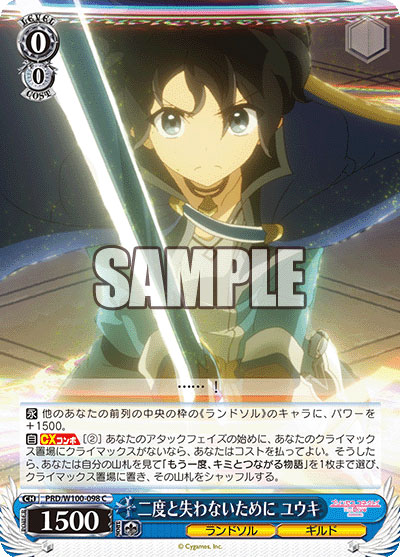 LEVEL
0
0
COST
SAMPLE
……！
永 他のあなたの前列の中央の枠の《ランドソル》のキャラに、パワーを
+1500。
自 CXコンボ [②] あなたのアタックフェイズの始めに、あなたのクライマックス
置場にクライマックスがないなら、あなたはコストを払ってよい。そうした
ら、あなたは自分の山札を見て「もう一度、キミとつながる物語」を1枚まで選び、
クライマックス置場に置き、その山札をシャッフルする。
CH PRD/W100-098 C
1500
二度と失わないために ユウキ
ランドソル
ギルド
©Cygames, Inc.